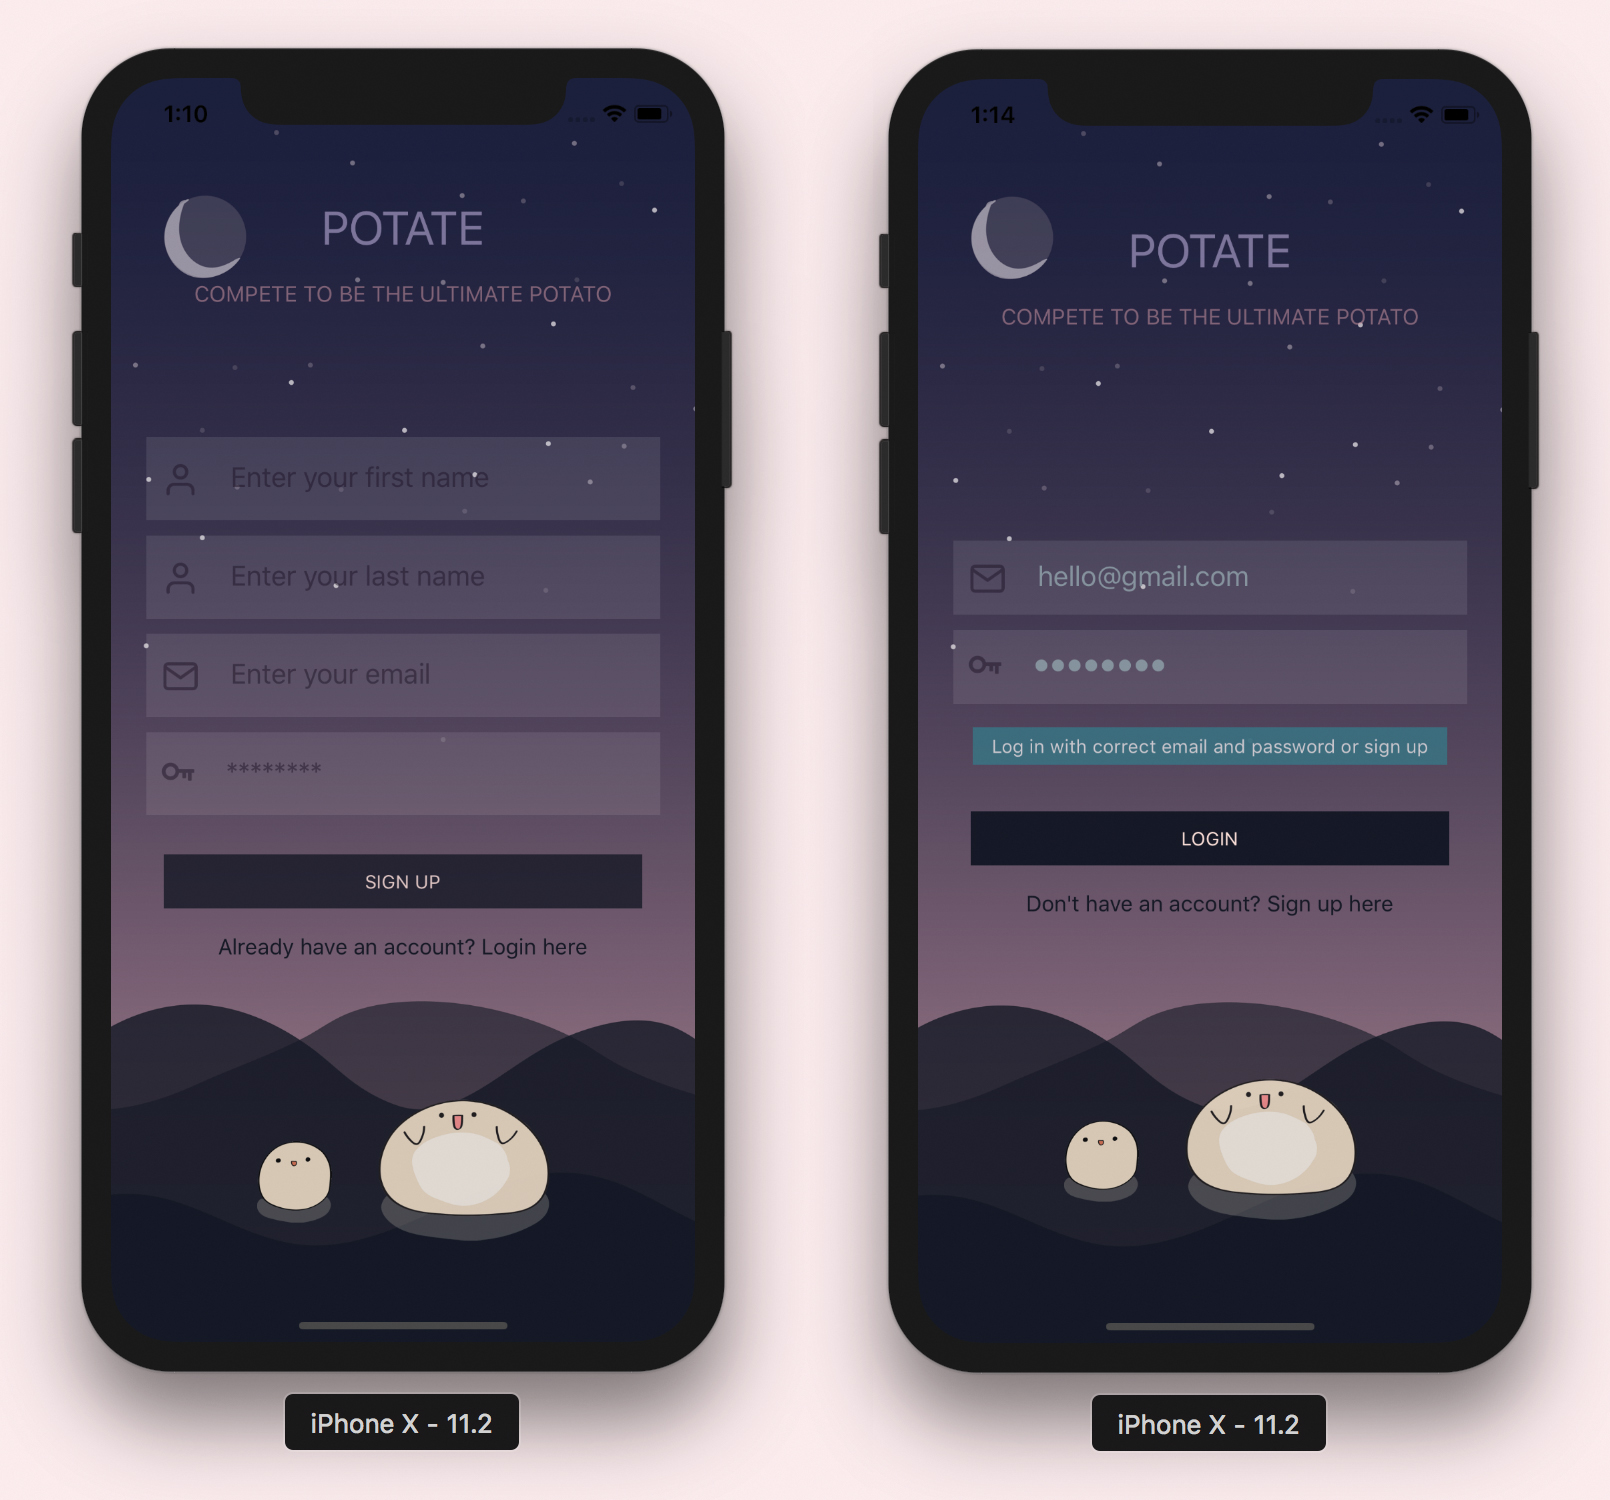 1:10
POTATE
COMPETE TO BE THE ULTIMATE POTATO
Enter your first name
Enter your last name
Enter your email
********
SIGN UP
Already have an account? Login here
iPhone X - 11.2
1:14
POTATE
COMPETE TO BE THE ULTIMATE POTATO
hello@gmail.com
●●●●●●●●
Log in with correct email and password or sign up
LOGIN
Don't have an account? Sign up here
iPhone X - 11.2